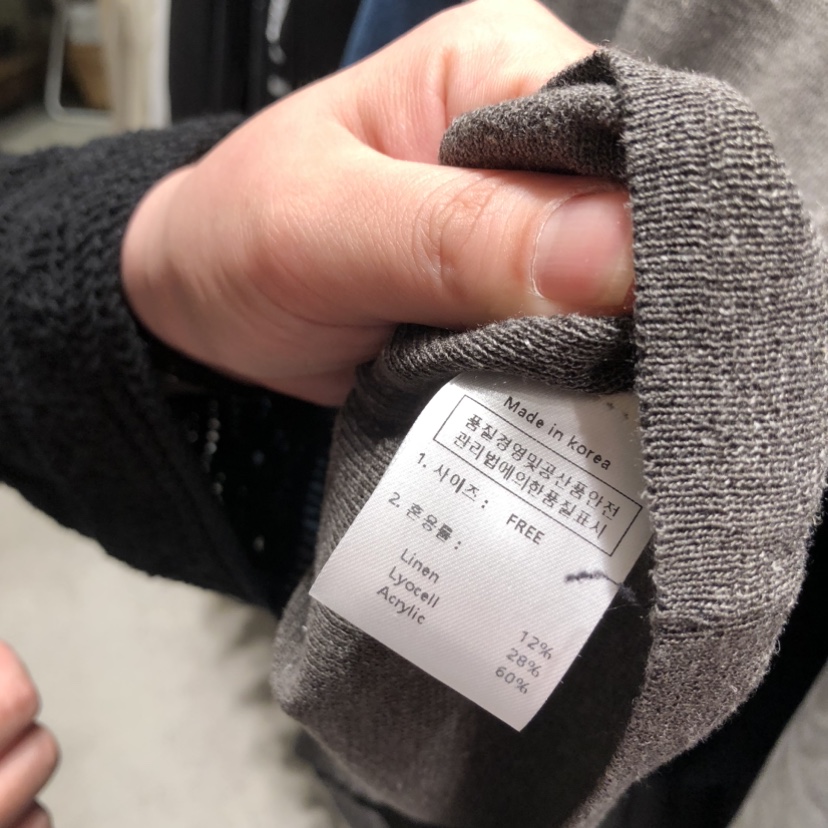 Made in korea
품질경영및공산품안전
관리법에의한품질표시
1. 사이즈 : FREE
2. 혼용률 :
Linen 12%
Lyocell 28%
Acrylic 60%